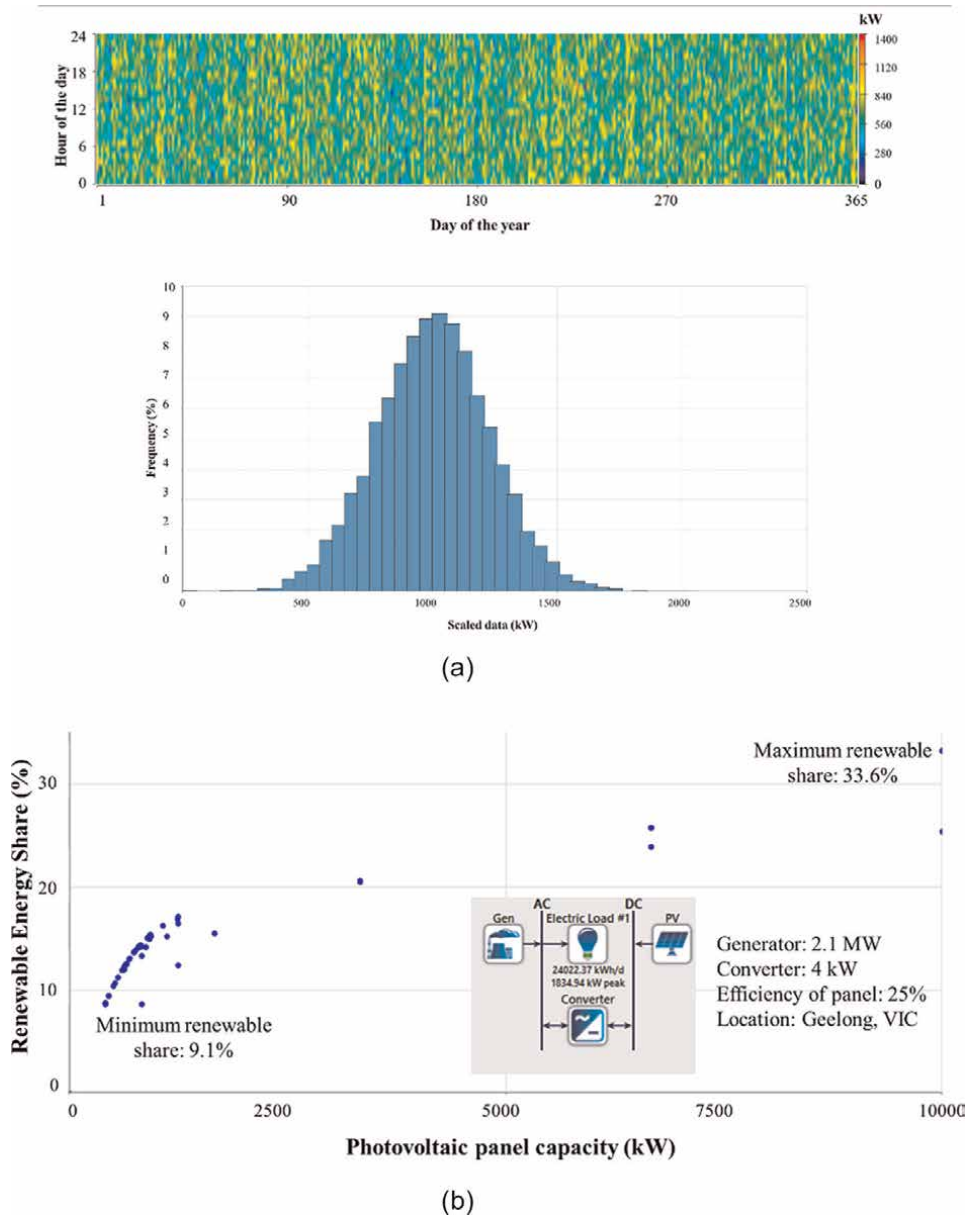 kW
24
18
12
6
0
Hour of the day
1400
1120
840
560
280
0
1
90
180
270
365
Day of the year
10
9
8
7
6
5
4
3
2
1
0
Frequency (%)
0
500
1000
1500
2000
2500
Scaled data (kW)
(a)
Renewable Energy Share (%)
30
20
10
0
Maximum renewable
share: 33.6%
Minimum renewable
share: 9.1%
AC
DC
Gen
Electric Load #1
PV
24022.37 kWh/d
1834.94 kW peak
Converter
Generator: 2.1 MW
Converter: 4 kW
Efficiency of panel: 25%
Location: Geelong, VIC
0
2500
5000
7500
10000
Photovoltaic panel capacity (kW)
(b)